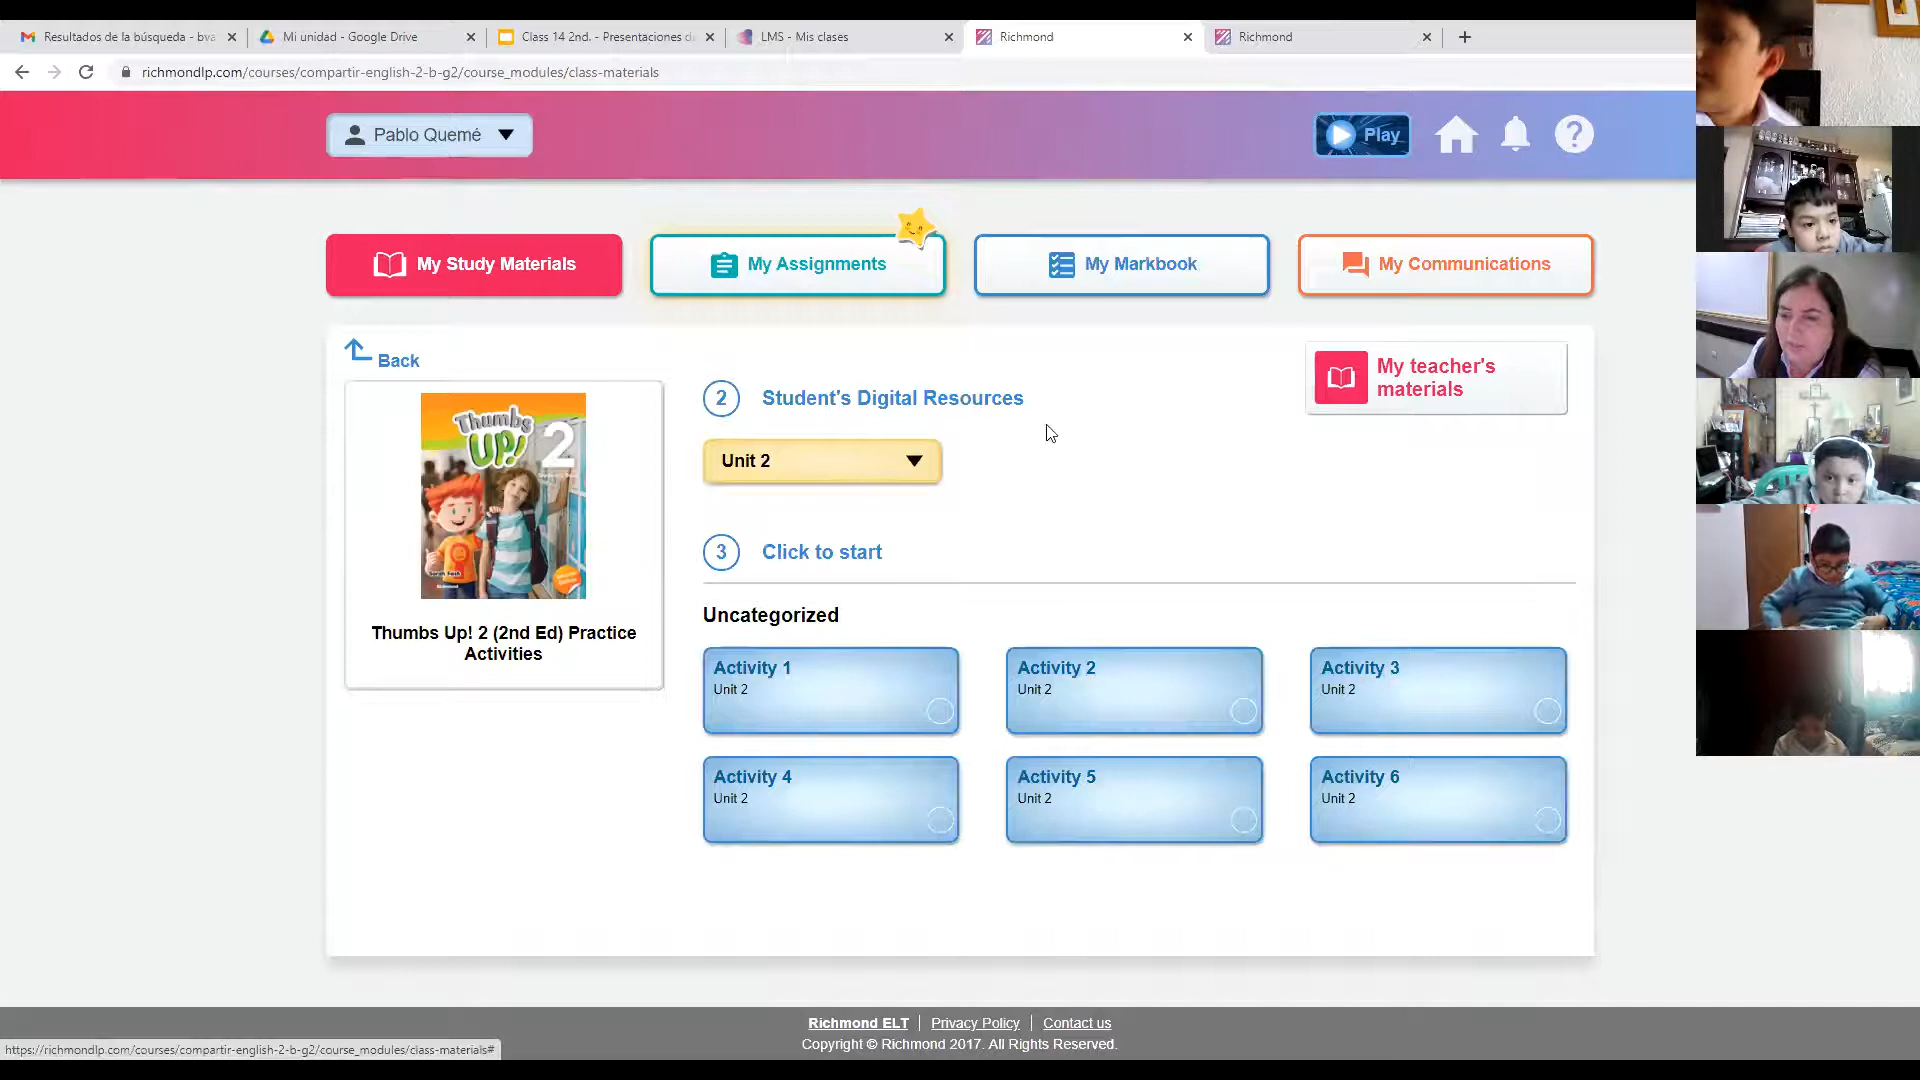 Resultados de la búsqueda - bva
Mi unidad - Google Drive
Class 14 2nd. - Presentaciones d
LMS - Mis clases
Richmond
Richmond
richmondlp.com/courses/compartir-english-2-b-g2/course_modules/class-materials
Pablo Quemé
Play
?
My Study Materials
My Assignments
My Markbook
My Communications
Back
2 Student's Digital Resources
My teacher's
materials
Thumbs
UP! 2
Unit 2
3 Click to start
Thumbs Up! 2 (2nd Ed) Practice
Activities
Uncategorized
Activity 1
Unit 2
Activity 2
Unit 2
Activity 3
Unit 2
Activity 4
Unit 2
Activity 5
Unit 2
Activity 6
Unit 2
Richmond ELT
Privacy Policy
Contact us
Copyright © Richmond 2017. All Rights Reserved.
https://richmondlp.com/courses/compartir-english-2-b-g2/course_modules/class-materials#